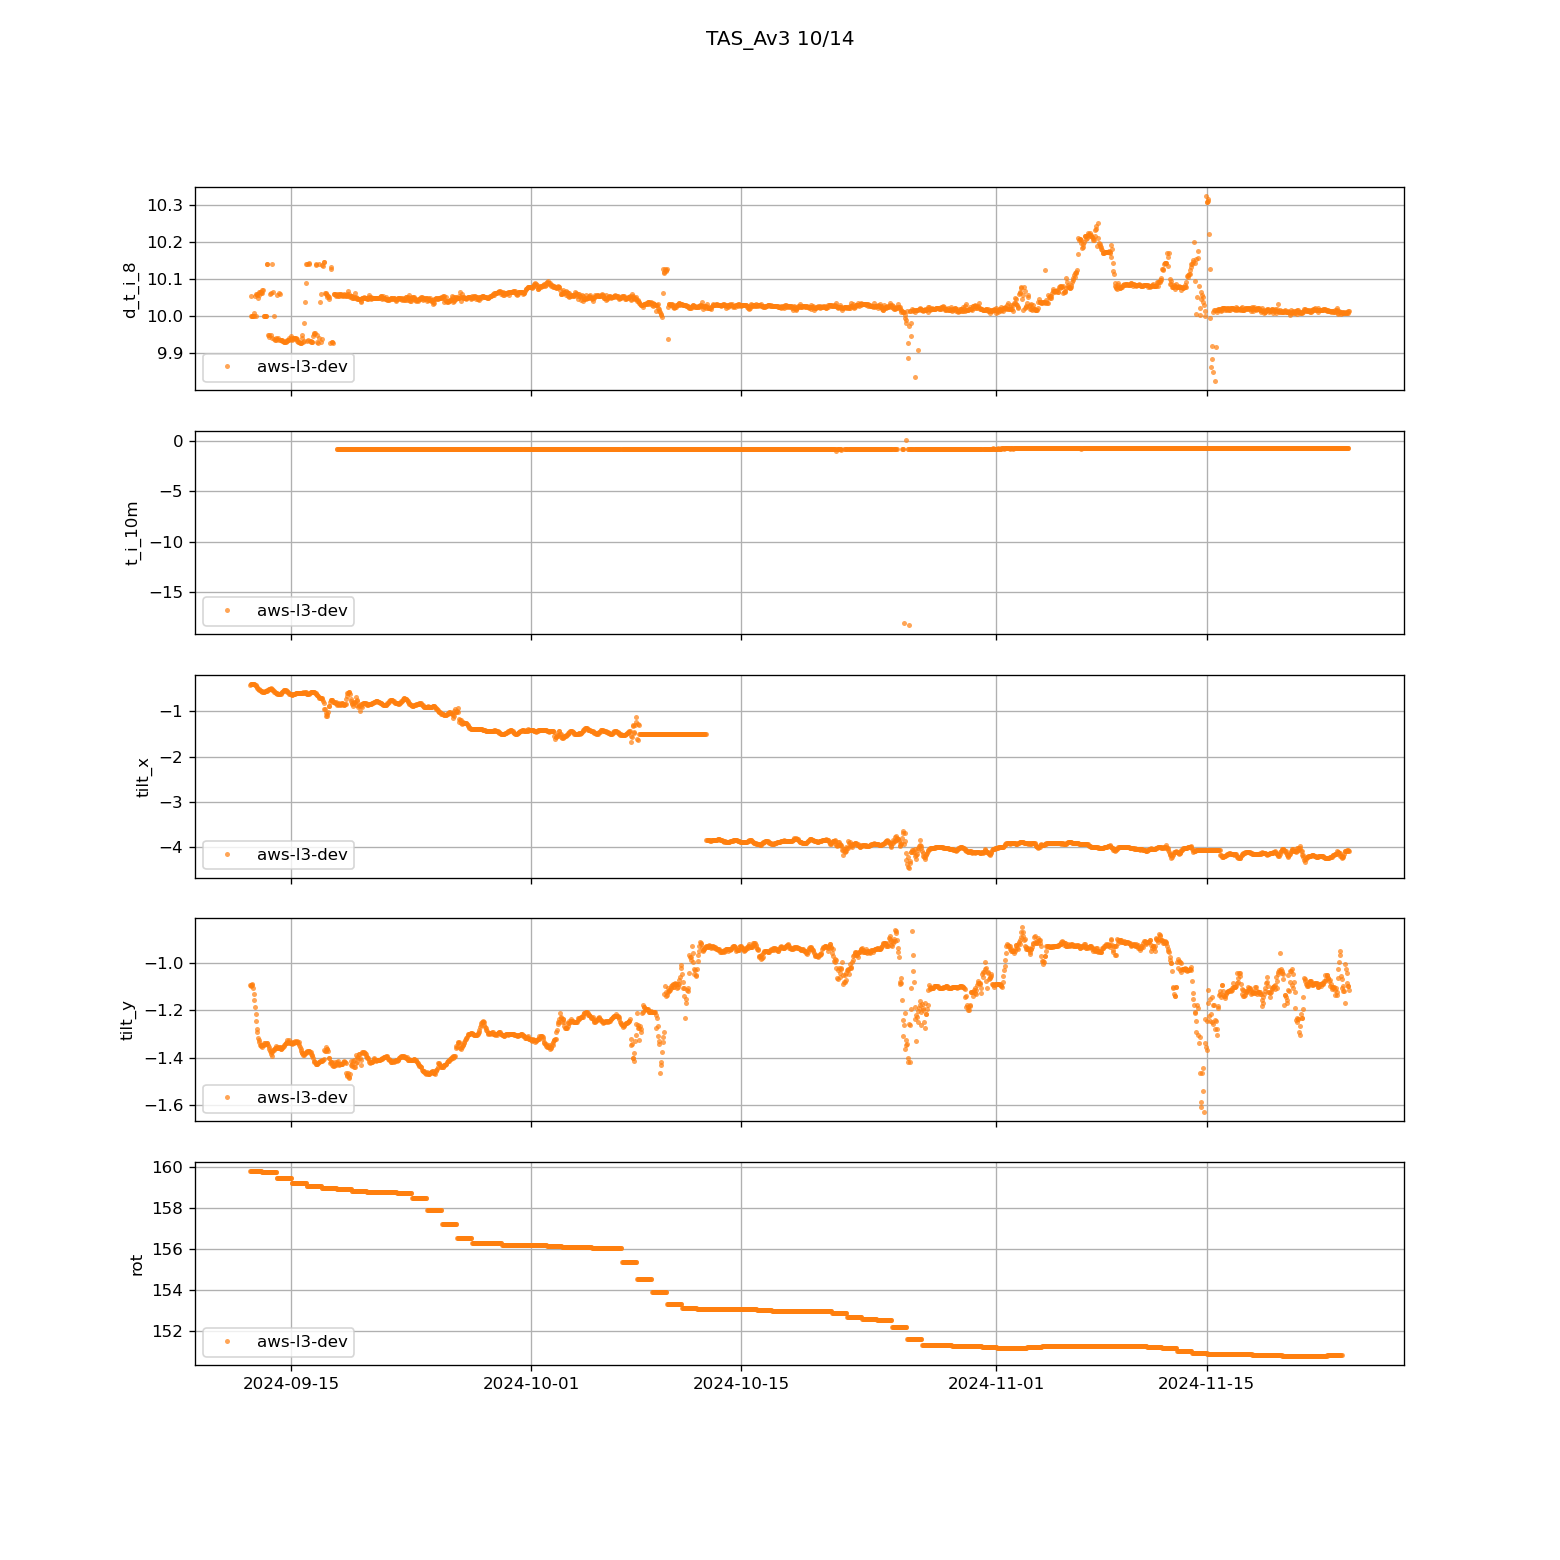 TAS_Av3 10/14
10.3
10.2
10.1
10.0
9.9
d_t_i_8
aws-l3-dev
0
−5
−10
−15
t_i_10m
aws-l3-dev
−1
−2
−3
−4
tilt_x
aws-l3-dev
−1.0
−1.2
−1.4
−1.6
tilt_y
aws-l3-dev
160
158
156
154
152
rot
aws-l3-dev
2024-09-15 2024-10-01 2024-10-15 2024-11-01 2024-11-15